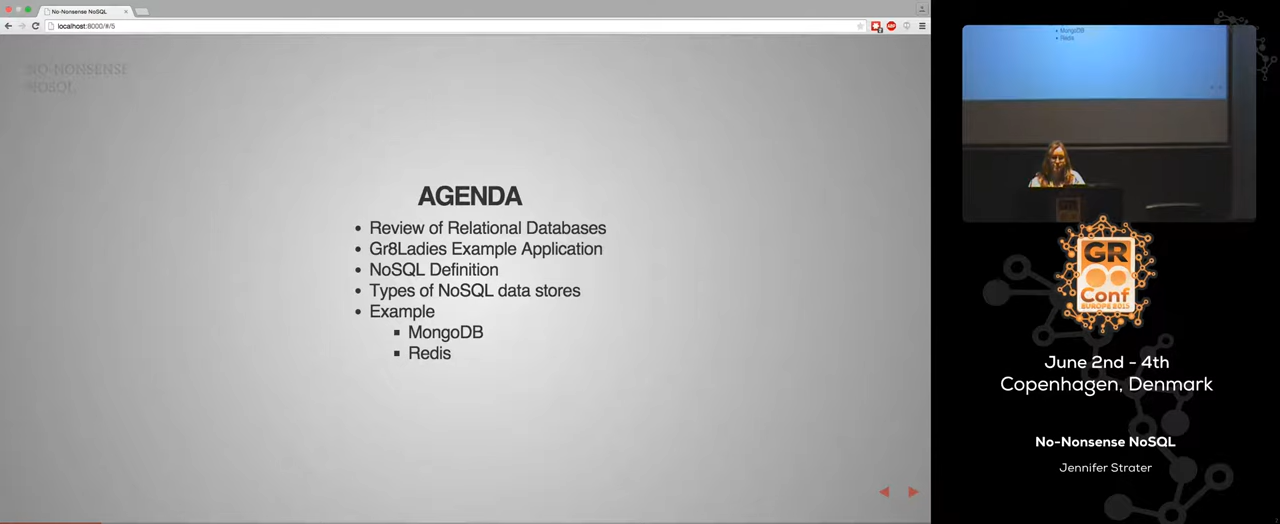 No-Nonsense NoSQL
localhost:8000/#/5
NO-NONSENSE
NOSQL
AGENDA
• Review of Relational Databases
• Gr8Ladies Example Application
• NoSQL Definition
• Types of NoSQL data stores
• Example
▪ MongoDB
▪ Redis
• MongoDB
• Redis
GR
Conf
EUROPE 2015
June 2nd - 4th
Copenhagen, Denmark
No-Nonsense NoSQL
Jennifer Strater